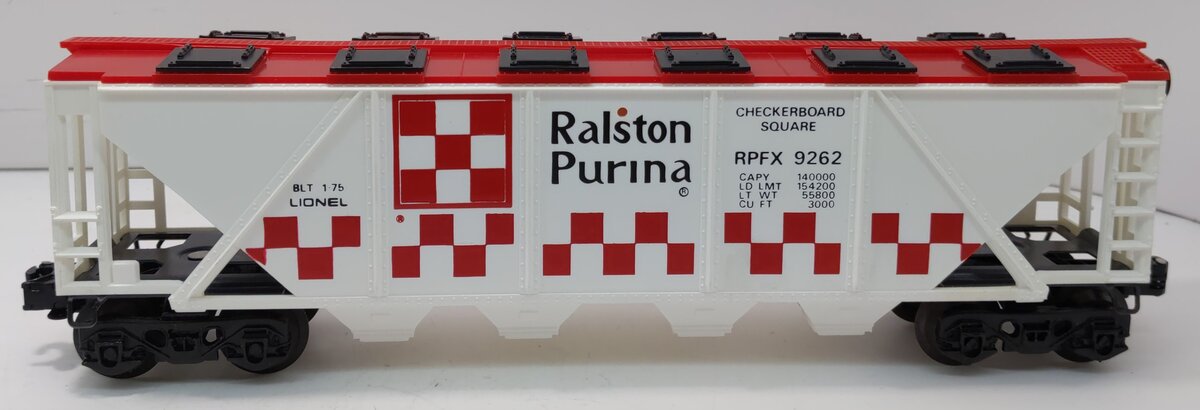 BLT 1-75
LIONEL
®
Ralston
Purina
®
CHECKERBOARD
SQUARE
RPFX 9262
CAPY 140000
LD LMT 154200
LT WT 55800
CU FT 3000